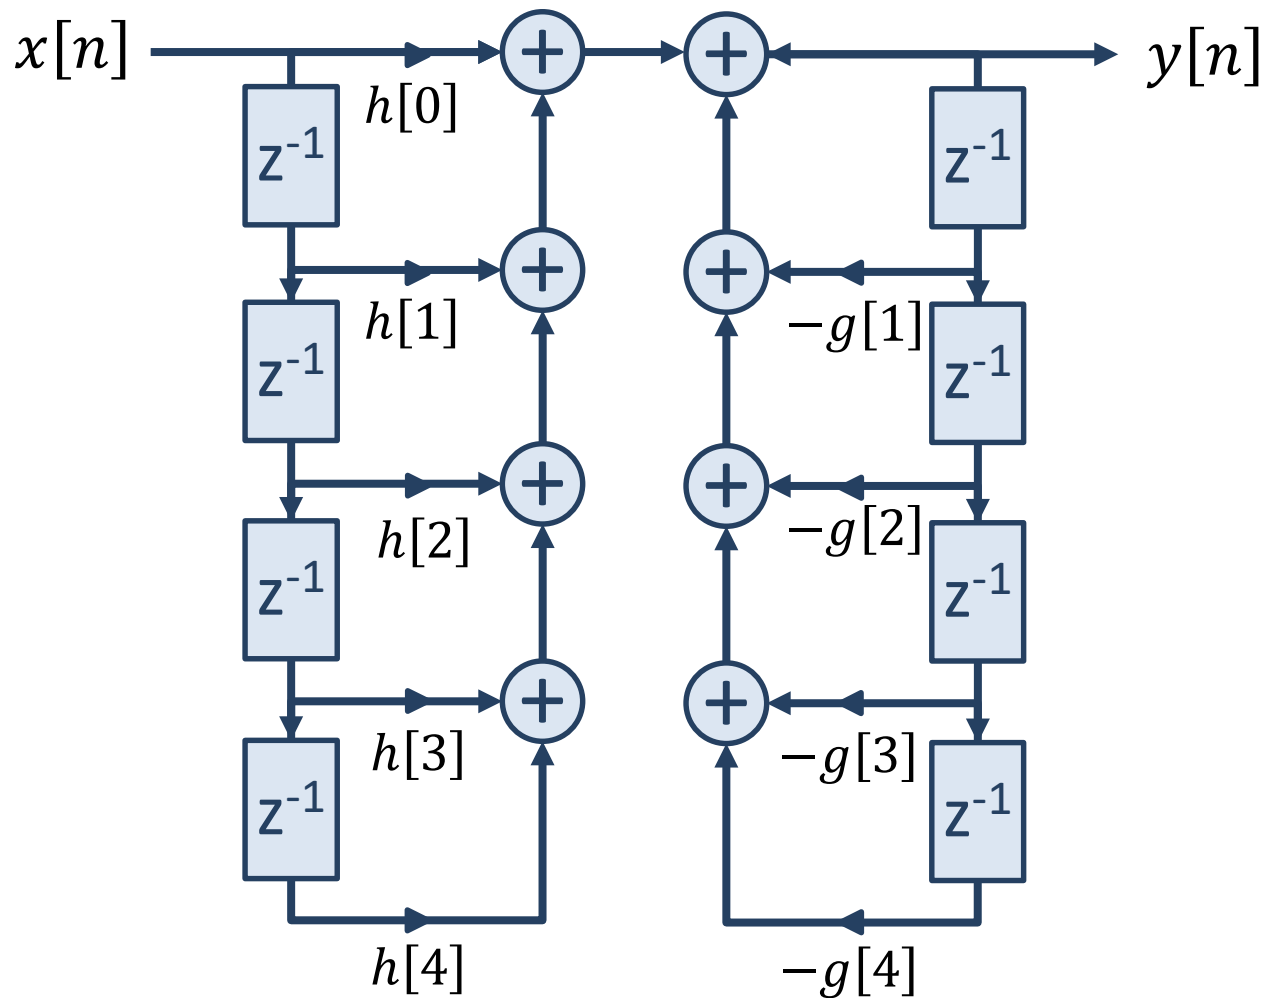 x[n]
+
+
y[n]
h[0]
z⁻¹
z⁻¹
+
+
h[1]
−g[1]
z⁻¹
z⁻¹
+
+
h[2]
−g[2]
z⁻¹
z⁻¹
+
+
h[3]
−g[3]
z⁻¹
z⁻¹
h[4]
−g[4]